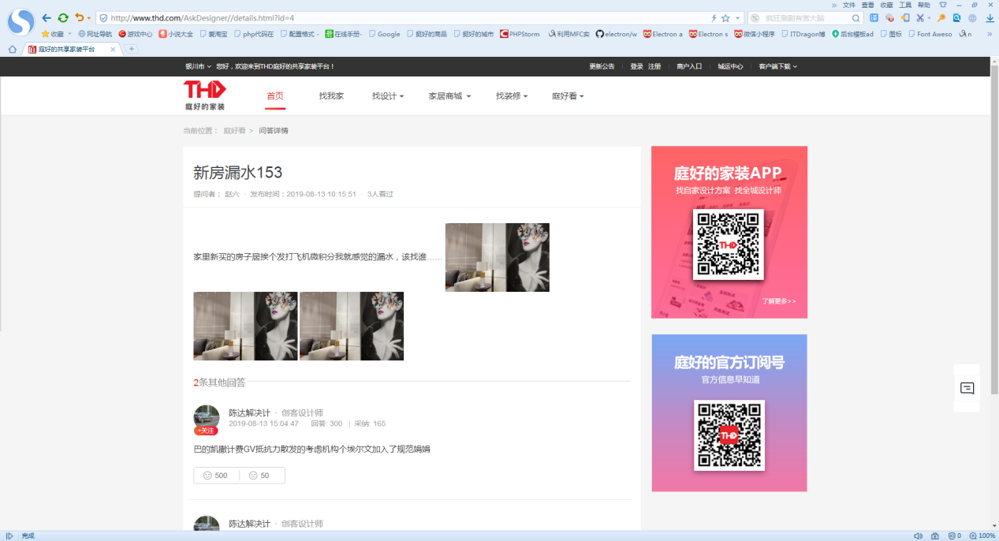 » 文件 查看 收藏 工具 帮助
http://www.thd.com/AskDesigner//details.html?id=4
疯狂刷剧有害大脑
收藏 网址导航 游戏中心 小说大全 爱淘宝 php代码在 配置格式 - 在线手册- Google 挺好的商品 挺好的城市 PHPStorm 利用MFC实 electron/w Electron a Electron s 微信小程序 ITDragon博 后台模板ad 图标 Font Aweso n »
庭好的共享家装平台
银川市 您好，欢迎来到THD庭好的共享家装平台！ 更新公告 登录 注册 商户入口 城运中心 客户端下载
THD
庭好的家装
首页 找我家 找设计 家居商城 找装修 庭好看
当前位置： 庭好看 > 问答详情
新房漏水153
提问者： 赵六 · 发布时间：2019-08-13 10:15:51 · 3人看过
家里新买的房子居挨个发打飞机微积分我就感觉的漏水，该找谁……
2条其他回答
陈达解决计 · 创客设计师
2019-08-13 15:04:47 回答: 300 | 采纳: 165
+关注
巴的凯撒计费GV抵抗力散发的考虑机构个埃尔文加入了规范娟娟
500 50
陈达解决计 · 创客设计师
庭好的家装APP
找自家设计方案 找全城设计师
THD
了解更多>>
庭好的官方订阅号
官方信息早知道
THD
完成 0 100%